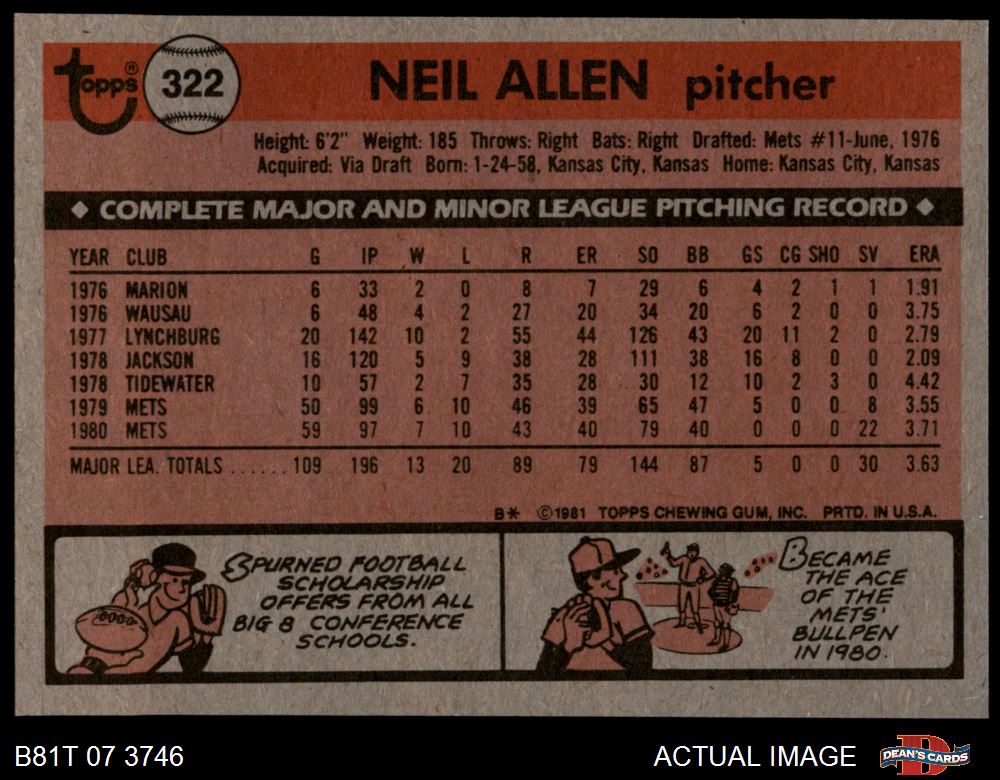 topps® 322 NEIL ALLEN pitcher
Height: 6'2" Weight: 185 Throws: Right Bats: Right Drafted: Mets #11-June, 1976
Acquired: Via Draft Born: 1-24-58, Kansas City, Kansas Home: Kansas City, Kansas
◆ COMPLETE MAJOR AND MINOR LEAGUE PITCHING RECORD ◆
YEAR CLUB G IP W L R ER SO BB GS CG SHO SV ERA
1976 MARION 6 33 2 0 8 7 29 6 4 2 1 1 1.91
1976 WAUSAU 6 48 4 2 27 20 34 20 6 2 0 0 3.75
1977 LYNCHBURG 20 142 10 2 55 44 126 43 20 11 2 0 2.79
1978 JACKSON 16 120 5 9 38 28 111 38 16 8 0 0 2.09
1978 TIDEWATER 10 57 2 7 35 28 30 12 10 2 3 0 4.42
1979 METS 50 99 6 10 46 39 65 47 5 0 0 8 3.55
1980 METS 59 97 7 10 43 40 79 40 0 0 0 22 3.71
MAJOR LEA. TOTALS ...... 109 196 13 20 89 79 144 87 5 0 0 30 3.63
B* ©1981 TOPPS CHEWING GUM, INC. PRTD. IN U.S.A.
SPURNED FOOTBALL
SCHOLARSHIP
OFFERS FROM ALL
BIG 8 CONFERENCE
SCHOOLS.
BECAME
THE ACE
OF THE
METS'
BULLPEN
IN 1980.
B81T 07 3746 ACTUAL IMAGE DEAN'S CARDS